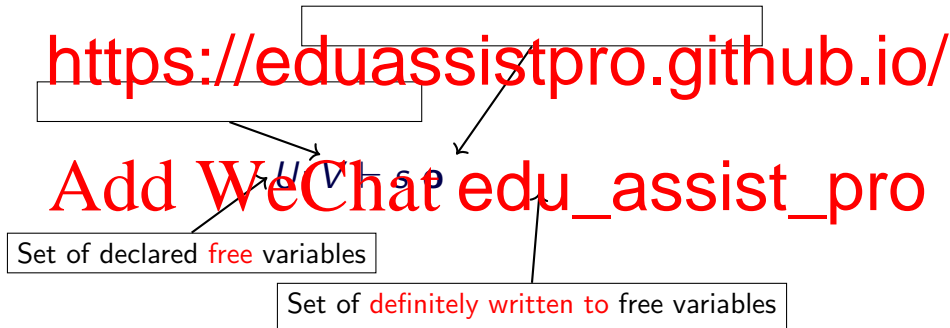 https://eduassistpro.github.io/
U; V ⊢ s
Add WeChat edu_assist_pro
Set of declared free variables
Set of definitely written to free variables